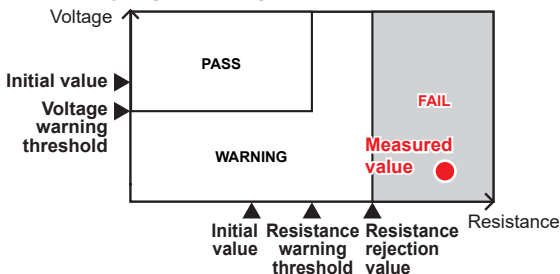 Voltage
PASS
Initial value
FAIL
Voltage
warning
threshold
Measured
value
WARNING
Resistance
Initial
value
Resistance
warning
threshold
Resistance
rejection
value